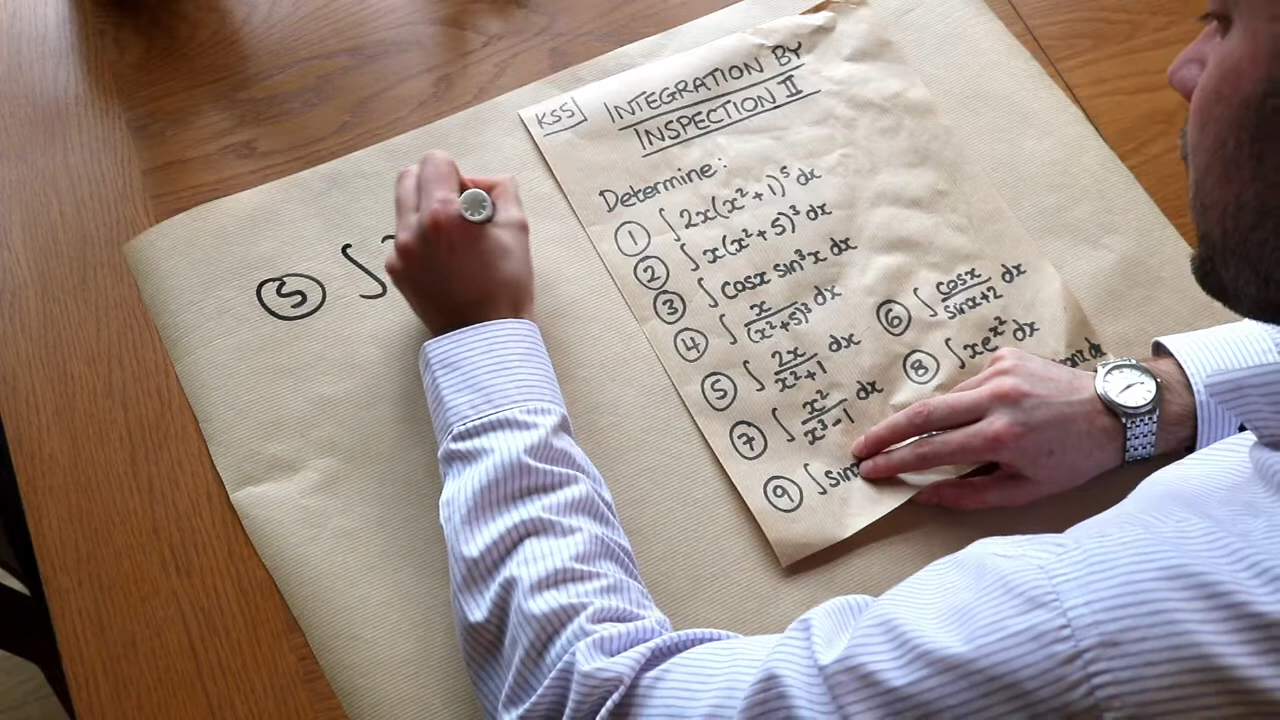 KS5
INTEGRATION BY
INSPECTION II
Determine:
① ∫ 2x(x²+1)⁵ dx
② ∫ x(x²+5)³ dx
③ ∫ cosx sin³x dx
④ ∫ x/(x²+5)³ dx
⑤ ∫ 2x/(x²+1) dx
⑥ ∫ cosx/(sinx+2) dx
⑦ ∫ x²/(x³-1) dx
⑧ ∫ xe^(x²) dx
⑨ ∫ sin
⑤ ∫